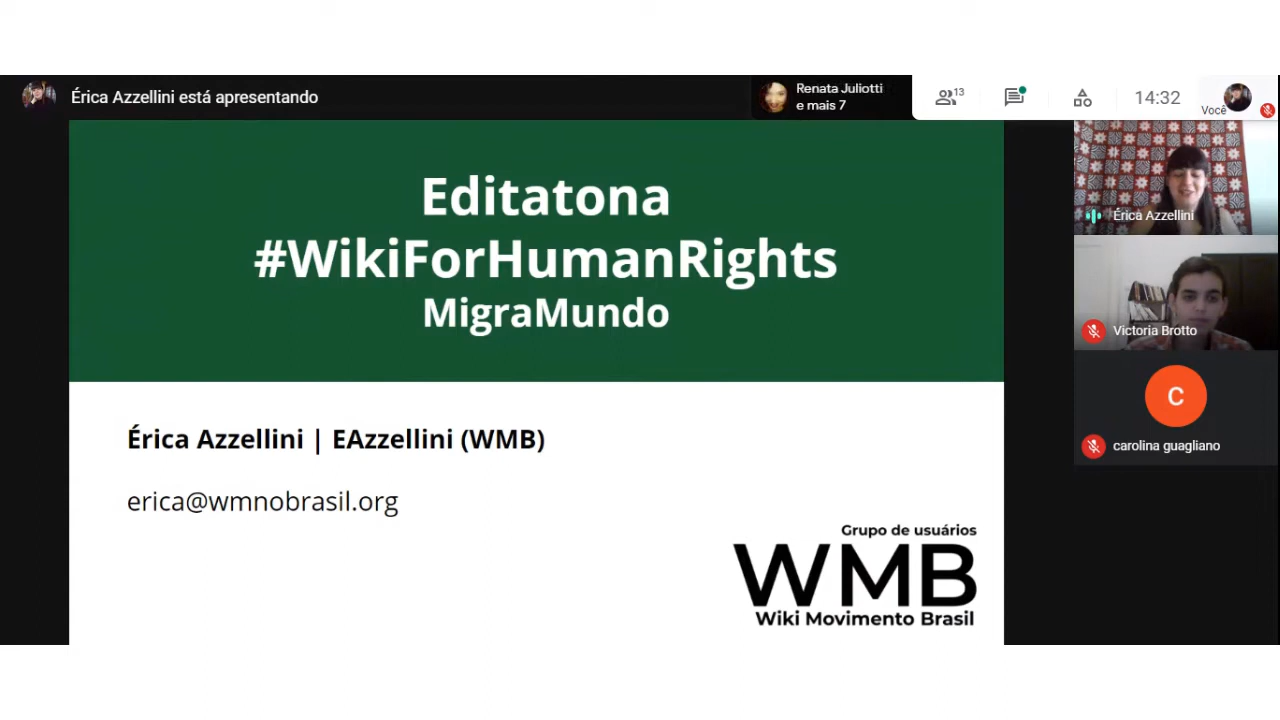 Érica Azzellini está apresentando
Renata Juliotti
e mais 7
13
14:32
Você
Editatona
#WikiForHumanRights
MigraMundo
Érica Azzellini | EAzzellini (WMB)
erica@wmnobrasil.org
Grupo de usuários
WMB
Wiki Movimento Brasil
Érica Azzellini
Victoria Brotto
C
carolina guagliano